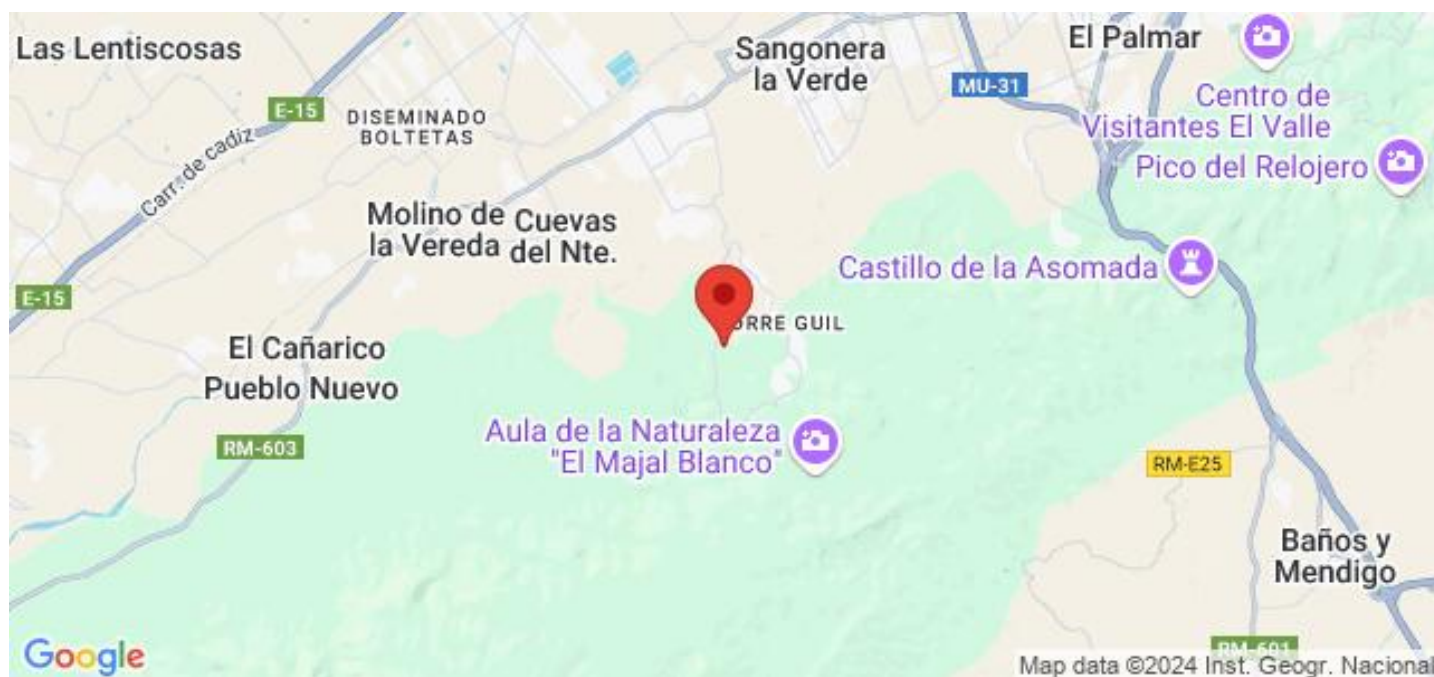 Las Lentiscosas
Sangonera
la Verde
El Palmar
E-15
MU-31
DISEMINADO
BOLTETAS
Centro de
Visitantes El Valle
Carr. de cadiz
Pico del Relojero
Molino de
la Vereda
Cuevas
del Nte.
Castillo de la Asomada
E-15
ORRE GUIL
El Cañarico
Pueblo Nuevo
Aula de la Naturaleza
"El Majal Blanco"
RM-603
RM-E25
Baños y
Mendigo
RM-601
Google
Map data ©2024 Inst. Geogr. Nacional